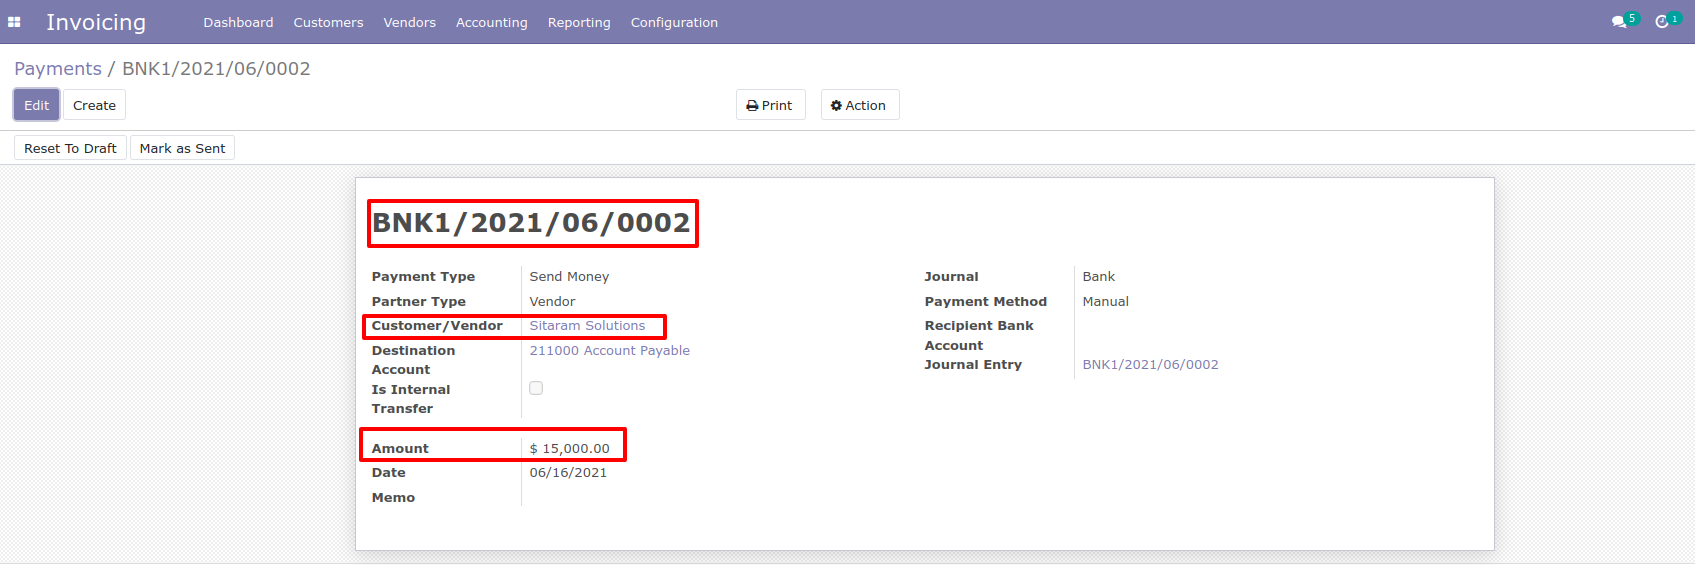 Invoicing Dashboard Customers Vendors Accounting Reporting Configuration 5 1
Payments / BNK1/2021/06/0002
Edit Create Print Action
Reset To Draft Mark as Sent
BNK1/2021/06/0002
Payment Type Send Money
Partner Type Vendor
Customer/Vendor Sitaram Solutions
Destination Account 211000 Account Payable
Is Internal Transfer
Amount $ 15,000.00
Date 06/16/2021
Memo
Journal Bank
Payment Method Manual
Recipient Bank Account
Journal Entry BNK1/2021/06/0002